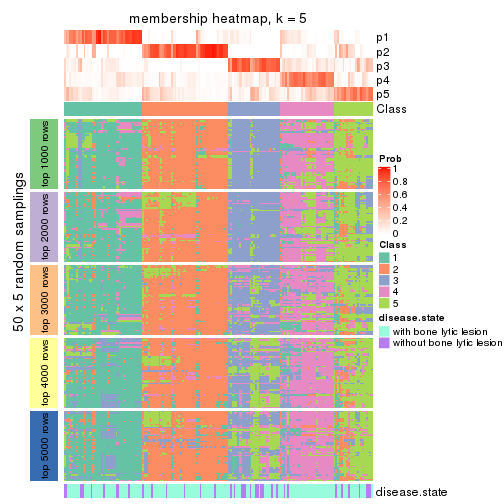 membership heatmap, k = 5
p1
p2
p3
p4
p5
Class
50 x 5 random samplings
top 1000 rows
top 2000 rows
top 3000 rows
top 4000 rows
top 5000 rows
Prob
1
0.8
0.6
0.4
0.2
0
Class
1
2
3
4
5
disease.state
with bone lytic lesion
without bone lytic lesion
disease.state